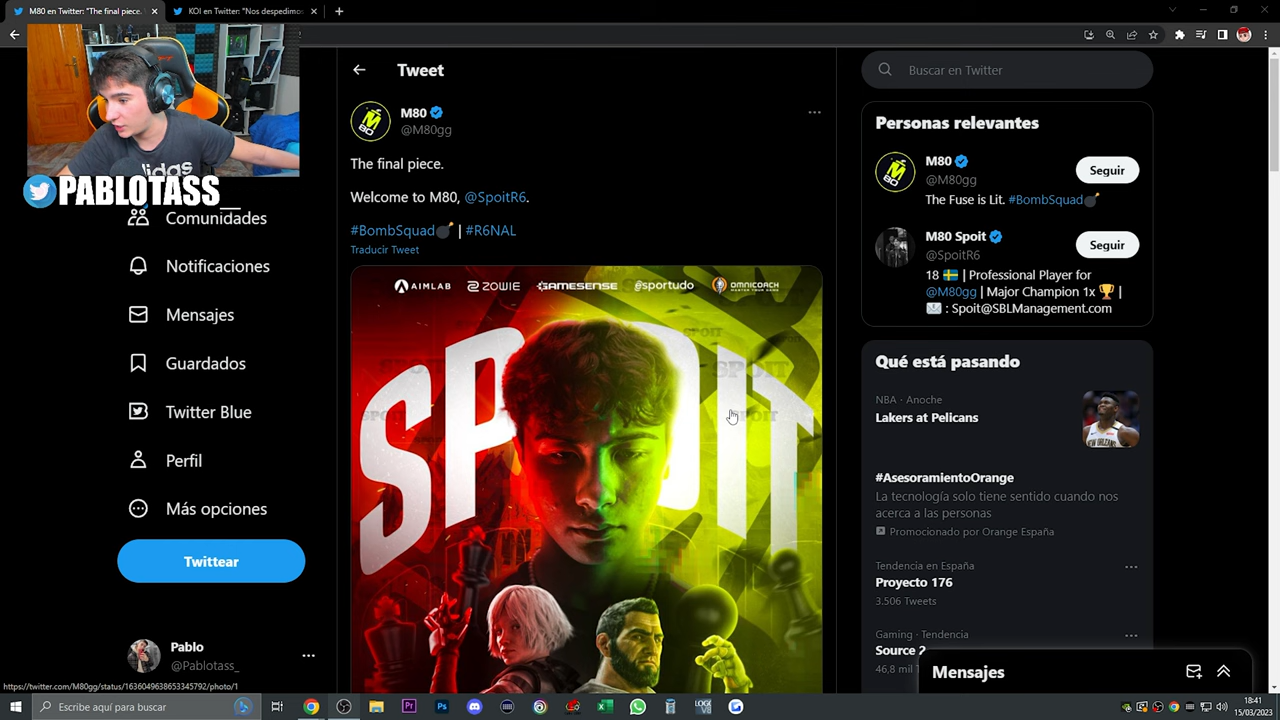 M80 en Twitter: "The final piece.
KOI en Twitter: "Nos despedimos
PABLOTASS_
Comunidades
Notificaciones
Mensajes
Guardados
Twitter Blue
Perfil
Más opciones
Twittear
Pablo
@Pablotass_
Tweet
M80
@M80gg
The final piece.
Welcome to M80, @SpoitR6.
#BombSquad💣 | #R6NAL
Traducir Tweet
AIMLAB ZOWIE GAMESENSE @sportudo OMNICOACH
SPOIT
Buscar en Twitter
Personas relevantes
M80
@M80gg
Seguir
The Fuse is Lit. #BombSquad💣
M80 Spoit
@SpoitR6
Seguir
18 🇸🇪 | Professional Player for
@M80gg | Major Champion 1x 🏆 |
📨 : Spoit@SBLManagement.com
Qué está pasando
NBA · Anoche
Lakers at Pelicans
#AsesoramientoOrange
La tecnología solo tiene sentido cuando nos
acerca a las personas
Promocionado por Orange España
Tendencia en España
Proyecto 176
3.506 Tweets
Gaming · Tendencia
Source 2
46,8 mil
Mensajes
https://twitter.com/M80gg/status/1636049638653345792/photo/1
Escribe aquí para buscar
18:41
15/03/2023